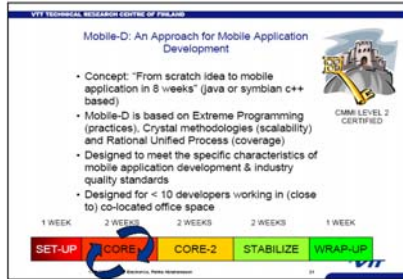 VTT TECHNICAL RESEARCH CENTRE OF FINLAND
Mobile-D: An Approach for Mobile Application
Development
• Concept: "From scratch idea to mobile
application in 8 weeks" (java or symbian c++
based)
• Mobile-D is based on Extreme Programming
(practices), Crystal methodologies (scalability)
and Rational Unified Process (coverage)
• Designed to meet the specific characteristics of
mobile application development & industry
quality standards
• Designed for < 10 developers working in (close
to) co-located office space
CMMI LEVEL 2
CERTIFIED
1 WEEK 2 WEEKS 2 WEEKS 2 WEEKS 1 WEEK
SET-UP CORE CORE-2 STABILIZE WRAP-UP
Electronics, Pekka Abrahamsson 21
VTT